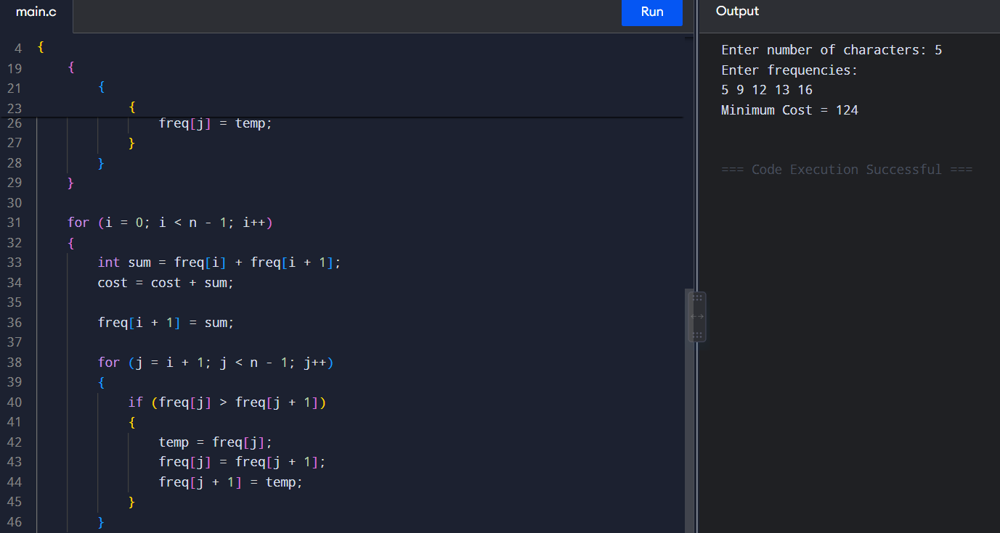 main.c
Run
4 {
19 {
21 {
23 {
26 freq[j] = temp;
27 }
28 }
29 }
30
31 for (i = 0; i < n - 1; i++)
32 {
33 int sum = freq[i] + freq[i + 1];
34 cost = cost + sum;
35
36 freq[i + 1] = sum;
37
38 for (j = i + 1; j < n - 1; j++)
39 {
40 if (freq[j] > freq[j + 1])
41 {
42 temp = freq[j];
43 freq[j] = freq[j + 1];
44 freq[j + 1] = temp;
45 }
46 }
Output
Enter number of characters: 5
Enter frequencies:
5 9 12 13 16
Minimum Cost = 124
=== Code Execution Successful ===